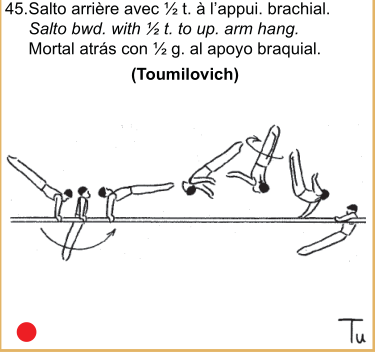 45.Salto arrière avec ½ t. à l'appui. brachial.
Salto bwd. with ½ t. to up. arm hang.
Mortal atrás con ½ g. al apoyo braquial.
(Toumilovich)
Tu